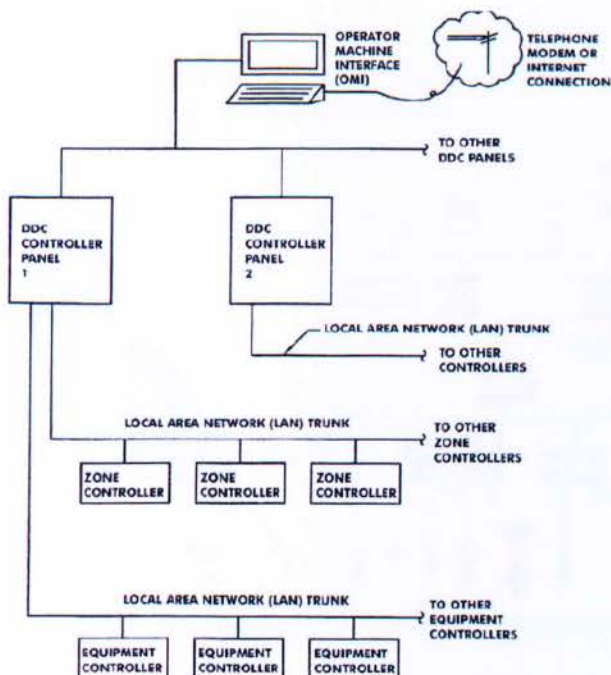 OPERATOR
MACHINE
INTERFACE
(OMI)
TELEPHONE
MODEM OR
INTERNET
CONNECTION
TO OTHER
DDC PANELS
DDC
CONTROLLER
PANEL
1
DDC
CONTROLLER
PANEL
2
LOCAL AREA NETWORK (LAN) TRUNK
TO OTHER
CONTROLLERS
LOCAL AREA NETWORK (LAN) TRUNK
TO OTHER
ZONE
CONTROLLERS
ZONE
CONTROLLER
ZONE
CONTROLLER
ZONE
CONTROLLER
LOCAL AREA NETWORK (LAN) TRUNK
TO OTHER
EQUIPMENT
CONTROLLERS
EQUIPMENT
CONTROLLER
EQUIPMENT
CONTROLLER
EQUIPMENT
CONTROLLER